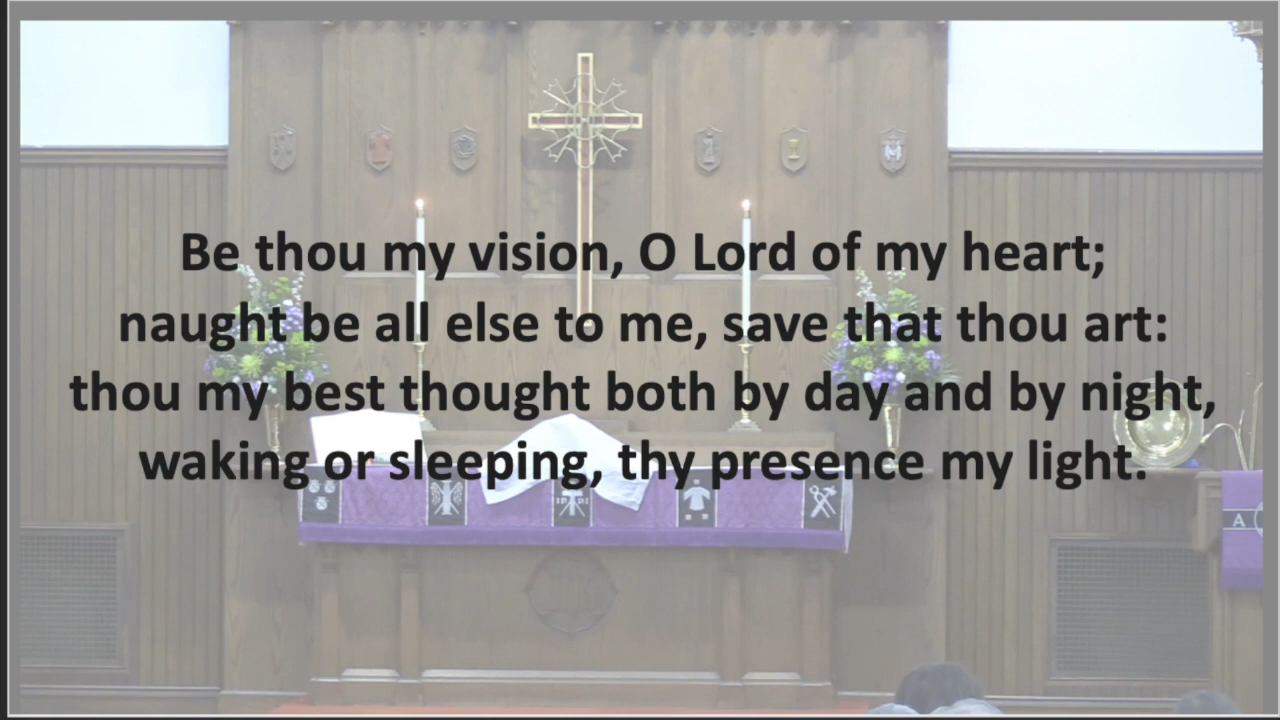 Be thou my vision, O Lord of my heart;
naught be all else to me, save that thou art:
thou my best thought both by day and by night,
waking or sleeping, thy presence my light.
A